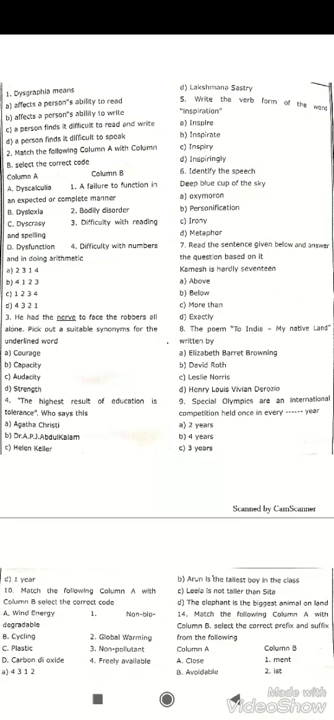 1. Dysgraphia means
a) affects a person"s ability to read
b) affects a person"s ability to write
c) a person finds it difficult to read and write
d) a person finds it difficult to speak
2. Match the following Column A with Column
B. select the correct code
Column A Column B
A. Dyscalculia 1. A failure to function in
an expected or complete manner
B. Dyslexia 2. Bodily disorder
C. Dyscrasy 3. Difficulty with reading
and spelling
D. Dysfunction 4. Difficulty with numbers
and in doing arithmetic
a) 2 3 1 4
b) 4 1 2 3
c) 1 2 3 4
d) 4 3 2 1
3. He had the nerve to face the robbers all
alone. Pick out a suitable synonyms for the
underlined word
a) Courage
b) Capacity
c) Audacity
d) Strength
4. "The highest result of education is
tolerance". Who says this
a) Agatha Christi
b) Dr.A.P.J.AbdulKalam
c) Helen Keller
d) Lakshmana Sastry
5. Write the verb form of the word
"inspiration"
a) Inspire
b) Inspirate
c) Inspiry
d) Inspiringly
6. Identify the speech
Deep blue cup of the sky
a) oxymoron
b) Personification
c) Irony
d) Metaphor
7. Read the sentence given below and answer
the question based on it
Kamesh is hardly seventeen
a) Above
b) Below
c) More than
d) Exactly
8. The poem "To India - My native Land"
written by
a) Elizabeth Barret Browning
b) David Roth
c) Leslie Norris
d) Henry Louis Vivian Derozio
9. Special Olympics are an international
competition held once in every ------ year
a) 2 years
b) 4 years
c) 3 years
Scanned by CamScanner
d) 1 year
10. Match the following Column A with
Column B select the correct code
A. Wind Energy 1. Non-bio-
degradable
B. Cycling 2. Global Warming
C. Plastic 3. Non-pollutant
D. Carbon di oxide 4. Freely available
a) 4 3 1 2
b) Arun is the tallest boy in the class
c) Leela is not taller than Sita
d) The elephant is the biggest animal on land
14. Match the following Column A with
Column B. select the correct prefix and suffix
from the following
Column A Column B
A. Close 1. ment
B. Avoidable 2. ist
Made with
VideoShow